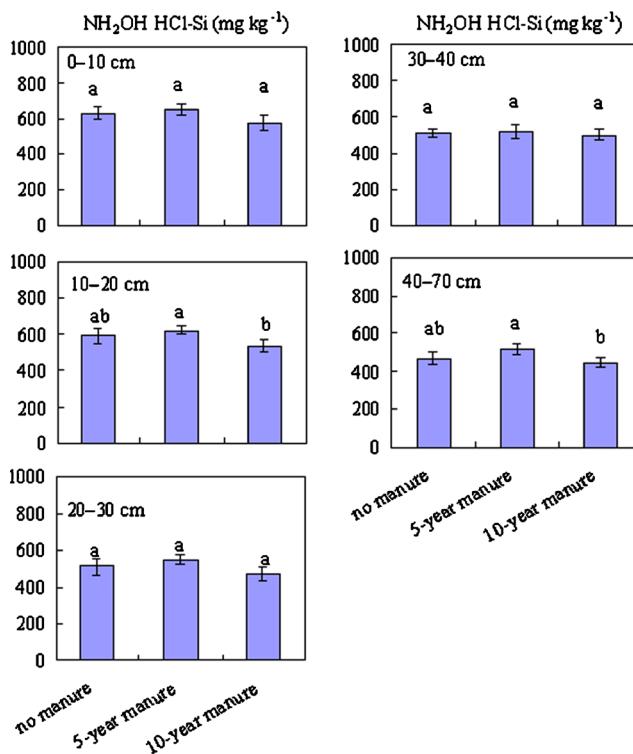 NH₂OH HCl-Si (mg kg⁻¹)
1000
800
600
400
200
0
0–10 cm
a
a
a
1000
800
600
400
200
0
10–20 cm
ab
a
b
1000
800
600
400
200
0
20–30 cm
a
a
a
no manure
5-year manure
10-year manure
NH₂OH HCl-Si (mg kg⁻¹)
1000
800
600
400
200
0
30–40 cm
a
a
a
1000
800
600
400
200
0
40–70 cm
ab
a
b
no manure
5-year manure
10-year manure